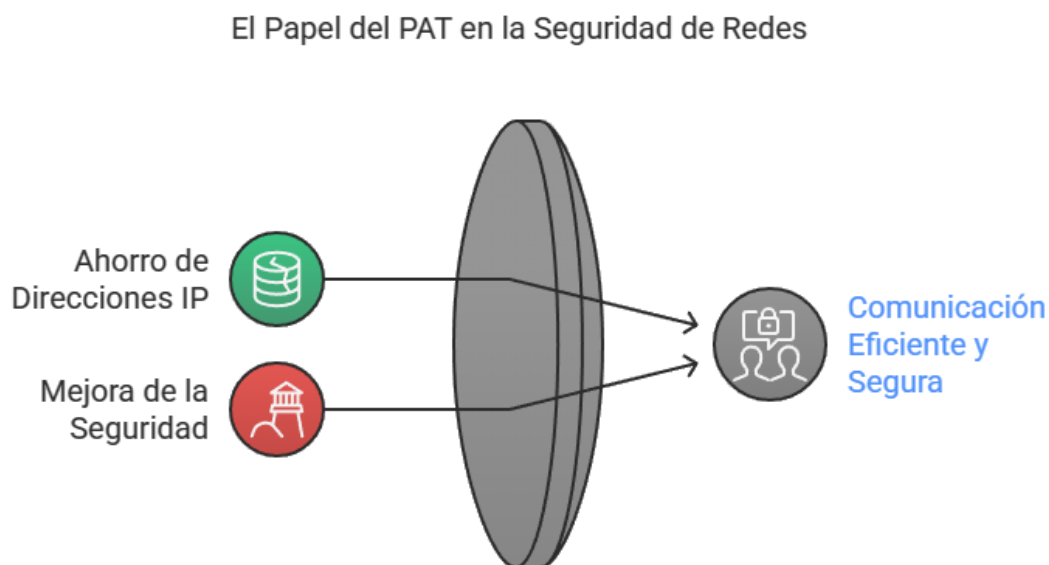 El Papel del PAT en la Seguridad de Redes
Ahorro de
Direcciones IP
Mejora de la
Seguridad
Comunicación
Eficiente y
Segura